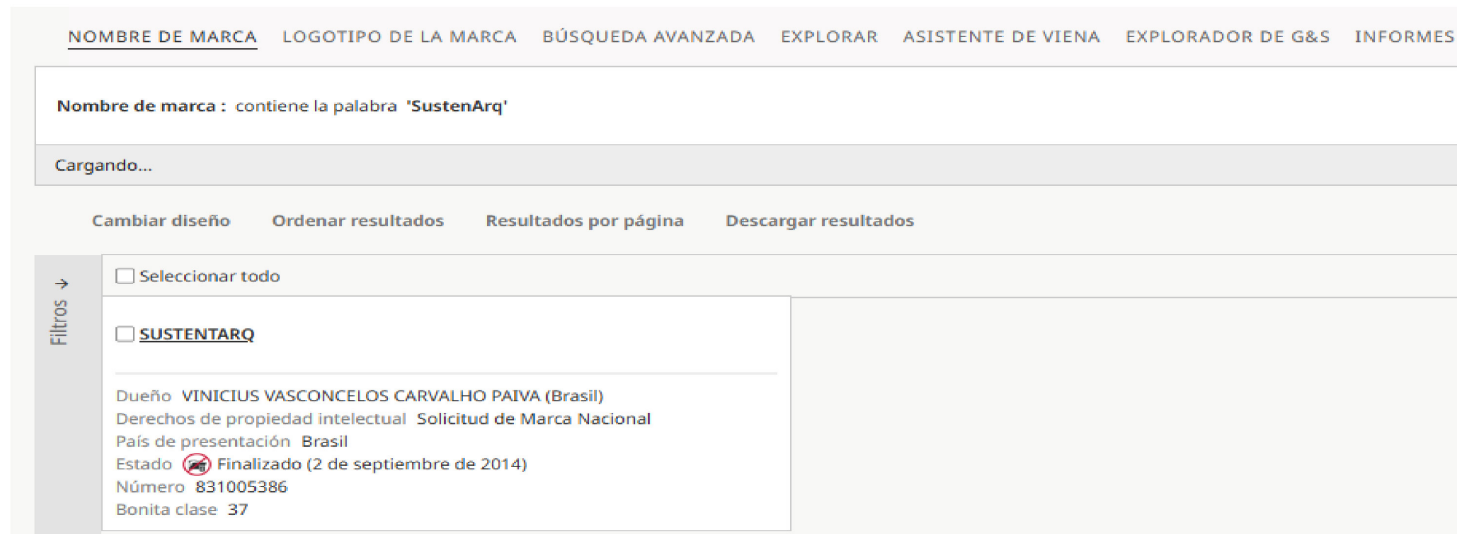 NOMBRE DE MARCA LOGOTIPO DE LA MARCA BÚSQUEDA AVANZADA EXPLORAR ASISTENTE DE VIENA EXPLORADOR DE G&S INFORMES
Nombre de marca : contiene la palabra 'SustenArq'
Cargando...
Cambiar diseño Ordenar resultados Resultados por página Descargar resultados
Filtros →
Seleccionar todo
SUSTENTARQ
Dueño VINICIUS VASCONCELOS CARVALHO PAIVA (Brasil)
Derechos de propiedad intelectual Solicitud de Marca Nacional
País de presentación Brasil
Estado Finalizado (2 de septiembre de 2014)
Número 831005386
Bonita clase 37